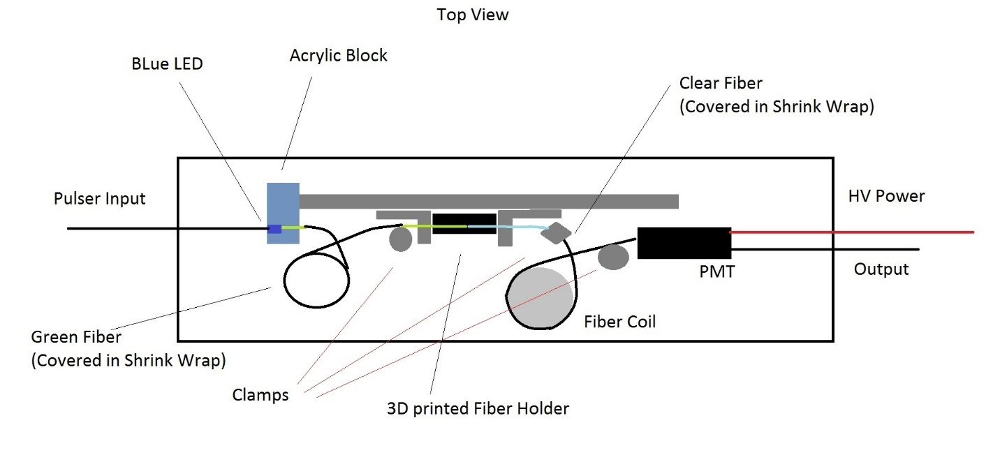 Top View
BLue LED
Acrylic Block
Clear Fiber
(Covered in Shrink Wrap)
Pulser Input
HV Power
PMT
Output
Fiber Coil
Green Fiber
(Covered in Shrink Wrap)
Clamps
3D printed Fiber Holder